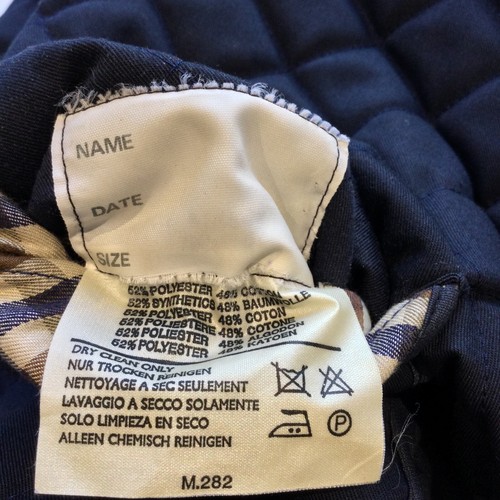 NAME
DATE
SIZE
52% POLYESTER 48% COTTON
52% SYNTHETICS 48% BAUMWOLLE
52% POLYESTER 48% COTON
52% POLIESTERE 48% COTONE
52% POLIESTER 48%
52% POLYESTER 48% KATOEN
DRY CLEAN ONLY
NUR TROCKEN REINIGEN
NETTOYAGE A SEC SEULEMENT
LAVAGGIO A SECCO SOLAMENTE
SOLO LIMPIEZA EN SECO
ALLEEN CHEMISCH REINIGEN
P
M.282